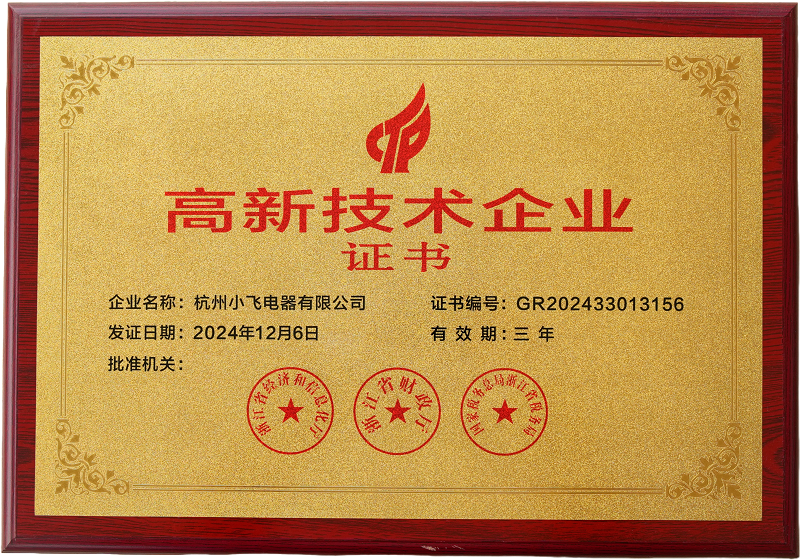 高新技术企业
证书
企业名称：杭州小飞电器有限公司
证书编号：GR202433013156
发证日期：2024年12月6日
有 效 期：三 年
批准机关：
浙江省经济和信息化厅
浙江省财政厅
国家税务总局浙江省税务局